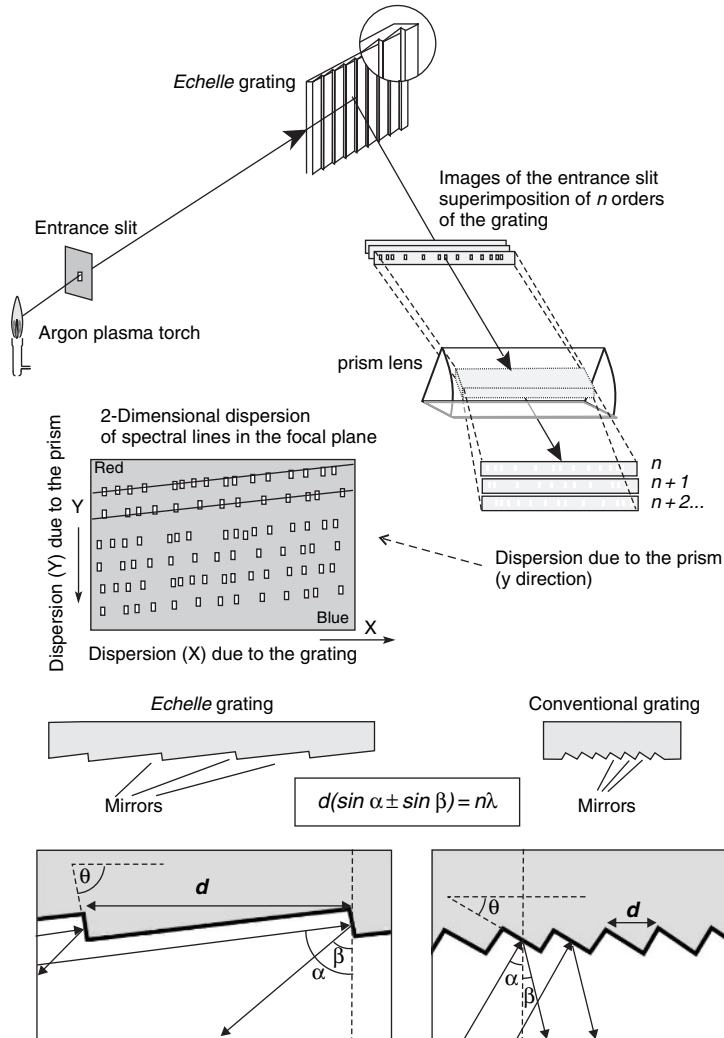 Echelle grating
Images of the entrance slit
superimposition of n orders
of the grating
Entrance slit
Argon plasma torch
prism lens
2-Dimensional dispersion
of spectral lines in the focal plane
Red
Y
Dispersion (Y) due to the prism
Blue
X
Dispersion (X) due to the grating
n
n + 1
n + 2...
Dispersion due to the prism
(y direction)
Echelle grating
Mirrors
Conventional grating
Mirrors
d(sin α ± sin β) = nλ
θ
d
α
β
θ
d
α
β